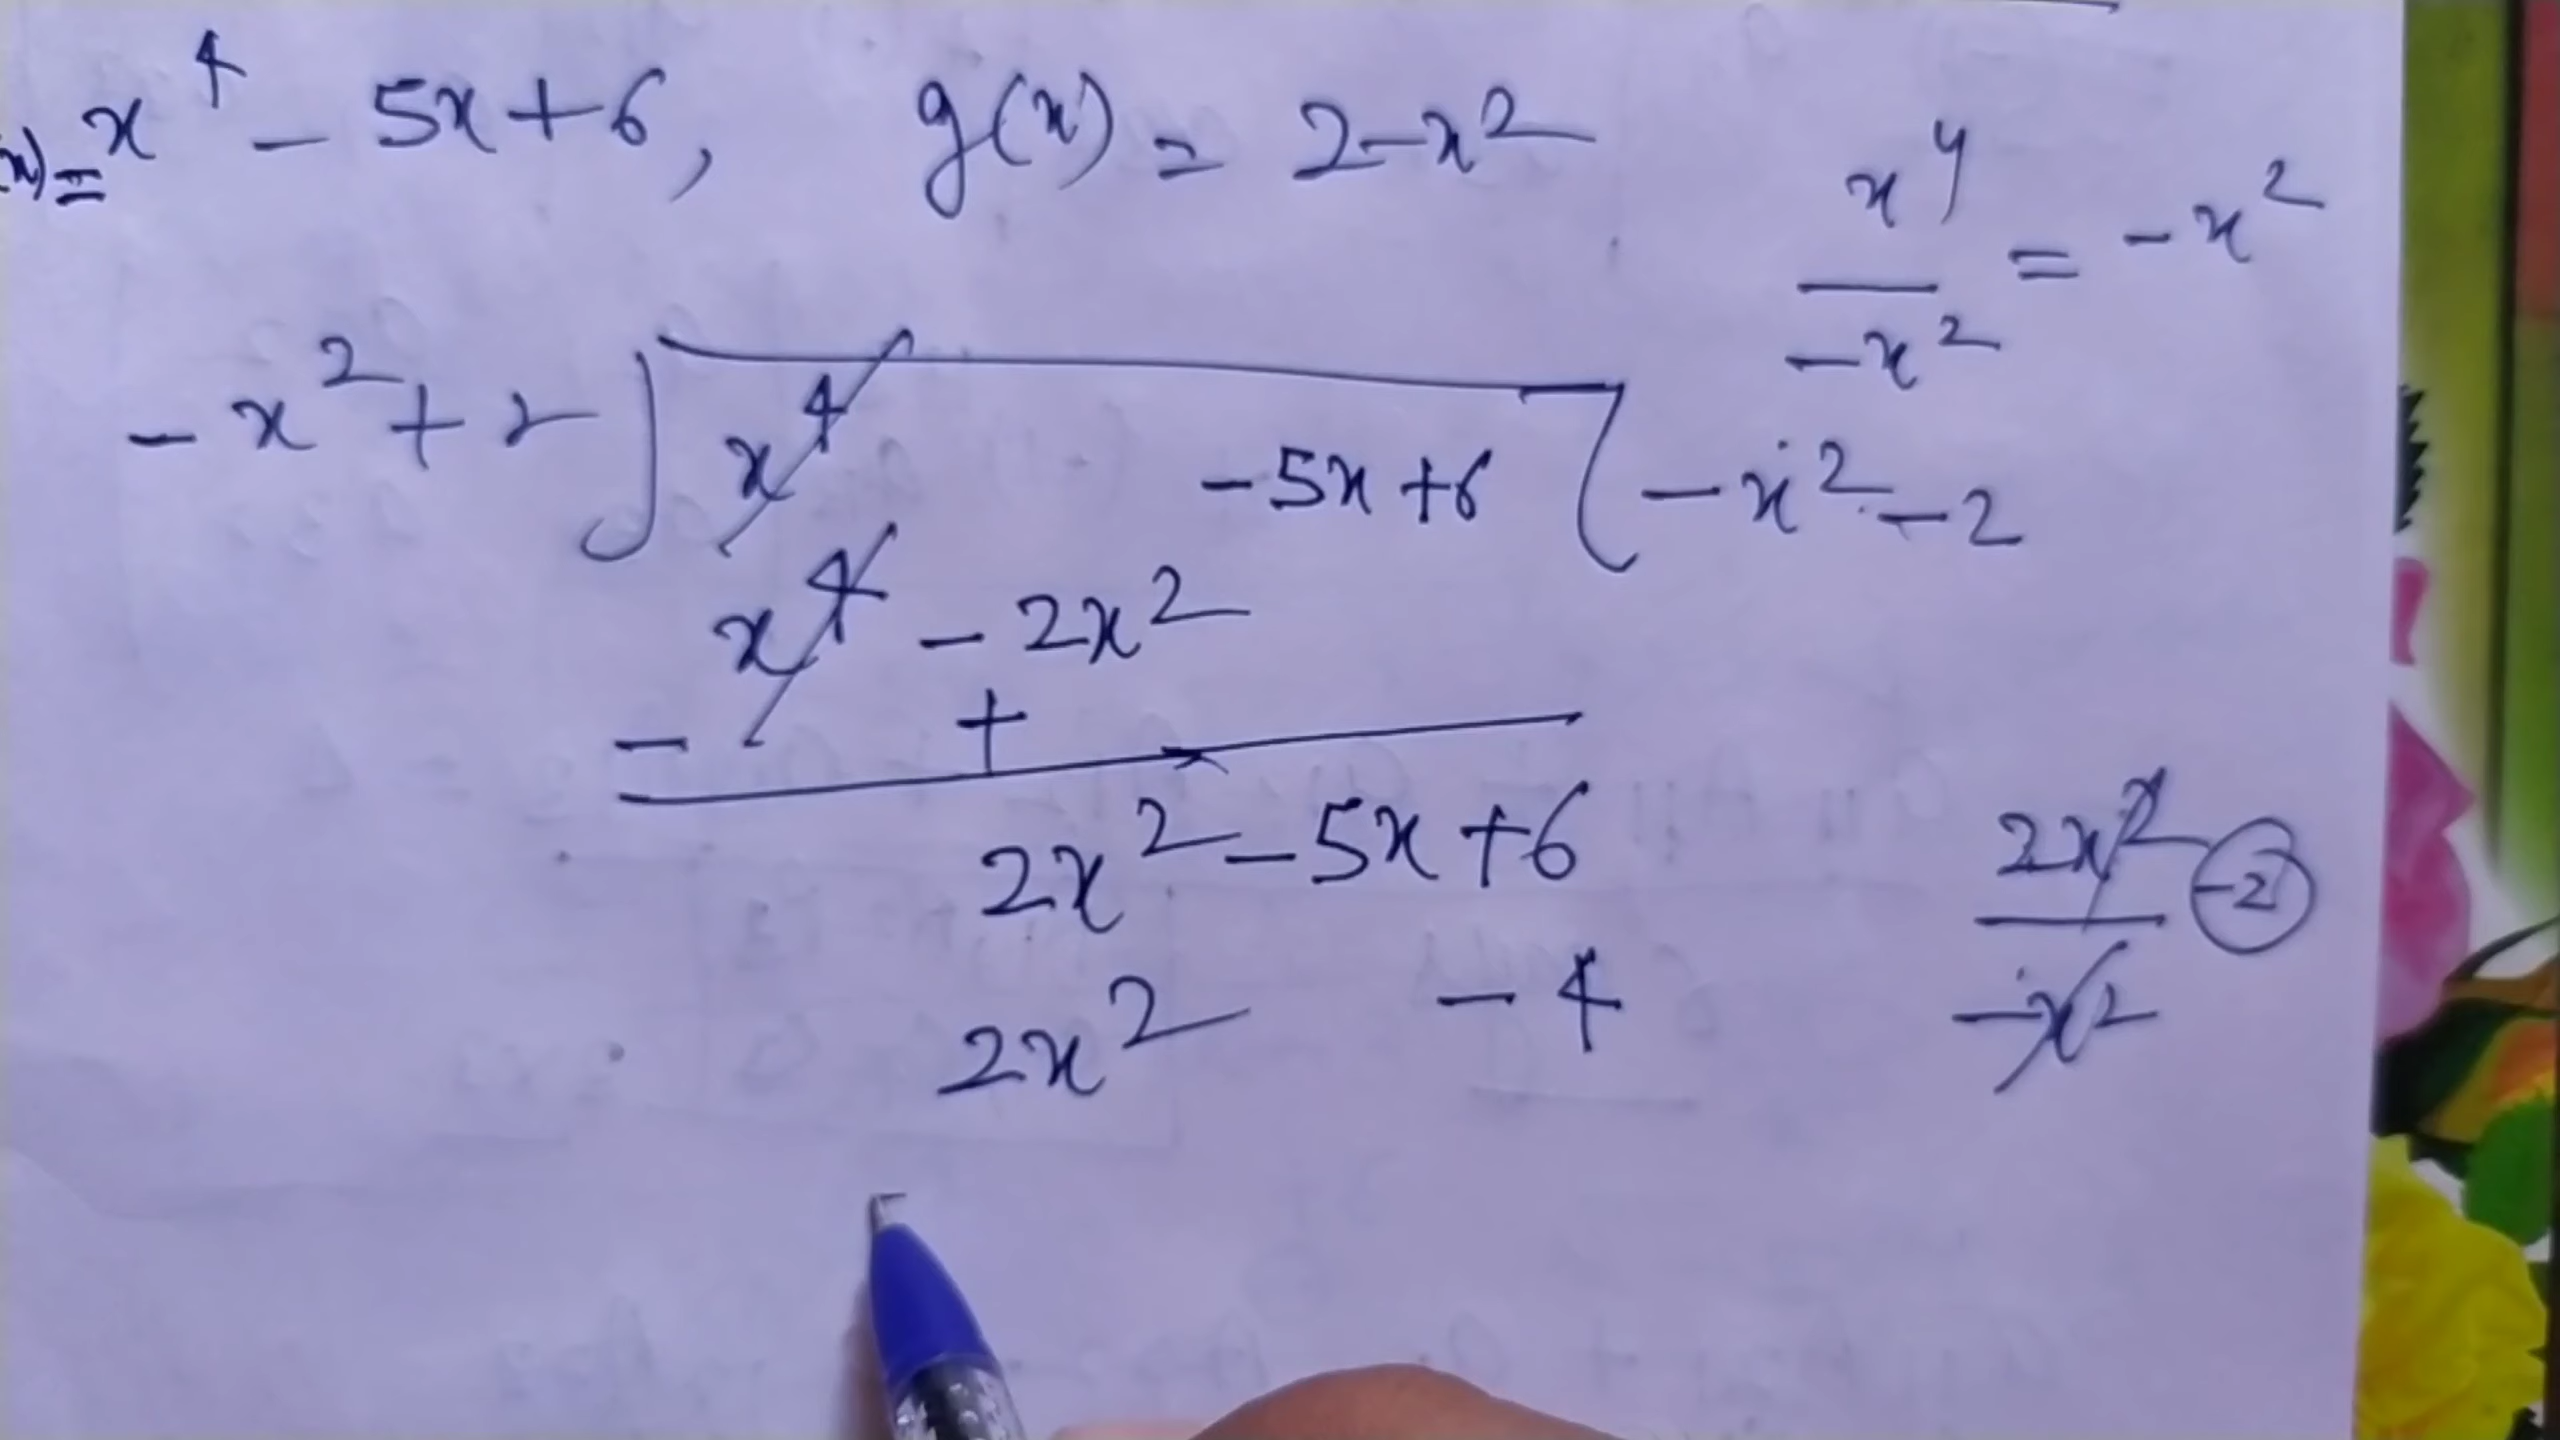 (x) = x⁴ - 5x + 6, g(x) = 2 - x²
x⁴ / -x² = -x²
-x² + 2 ) x⁴ - 5x + 6 ( -x² - 2
x⁴ - 2x²
- +
2x² - 5x + 6
2x² / -x² -2
2x² - 4